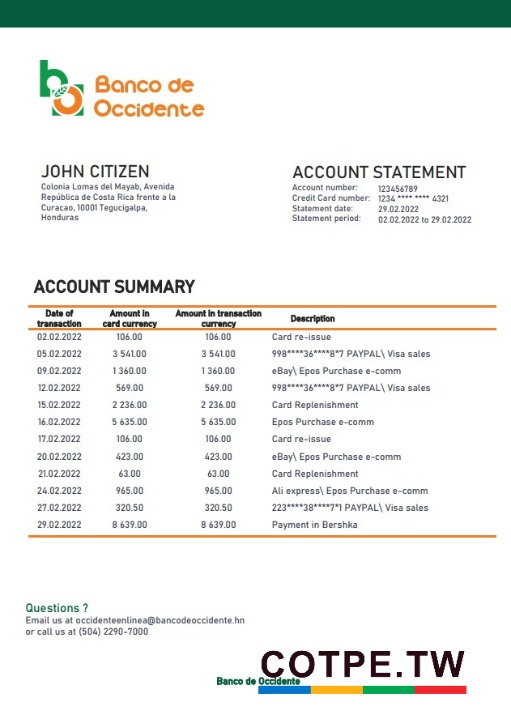 Banco de
Occidente
JOHN CITIZEN
Colonia Lomas del Mayab, Avenida
República de Costa Rica frente a la
Curacao, 10001 Tegucigalpa,
Honduras
ACCOUNT STATEMENT
Account number: 123456789
Credit Card number: 1234 **** **** 4321
Statement date: 29.02.2022
Statement period: 02.02.2022 to 29.02.2022
ACCOUNT SUMMARY
Date of transaction Amount in card currency Amount in transaction currency Description
02.02.2022 106.00 106.00 Card re-issue
05.02.2022 3 541.00 3 541.00 998****36****8*7 PAYPAL\ Visa sales
09.02.2022 1 360.00 1 360.00 eBay\ Epos Purchase e-comm
12.02.2022 569.00 569.00 998****36****8*7 PAYPAL\ Visa sales
15.02.2022 2 236.00 2 236.00 Card Replenishment
16.02.2022 5 635.00 5 635.00 Epos Purchase e-comm
17.02.2022 106.00 106.00 Card re-issue
20.02.2022 423.00 423.00 eBay\ Epos Purchase e-comm
21.02.2022 63.00 63.00 Card Replenishment
24.02.2022 965.00 965.00 Ali express\ Epos Purchase e-comm
27.02.2022 320.50 320.50 223****38****7*1 PAYPAL\ Visa sales
29.02.2022 8 639.00 8 639.00 Payment in Bershka
Questions ?
Email us at occidenteenlinea@bancodeoccidente.hn
or call us at (504) 2290-7000
COTPE.TW
Banco de Occidente